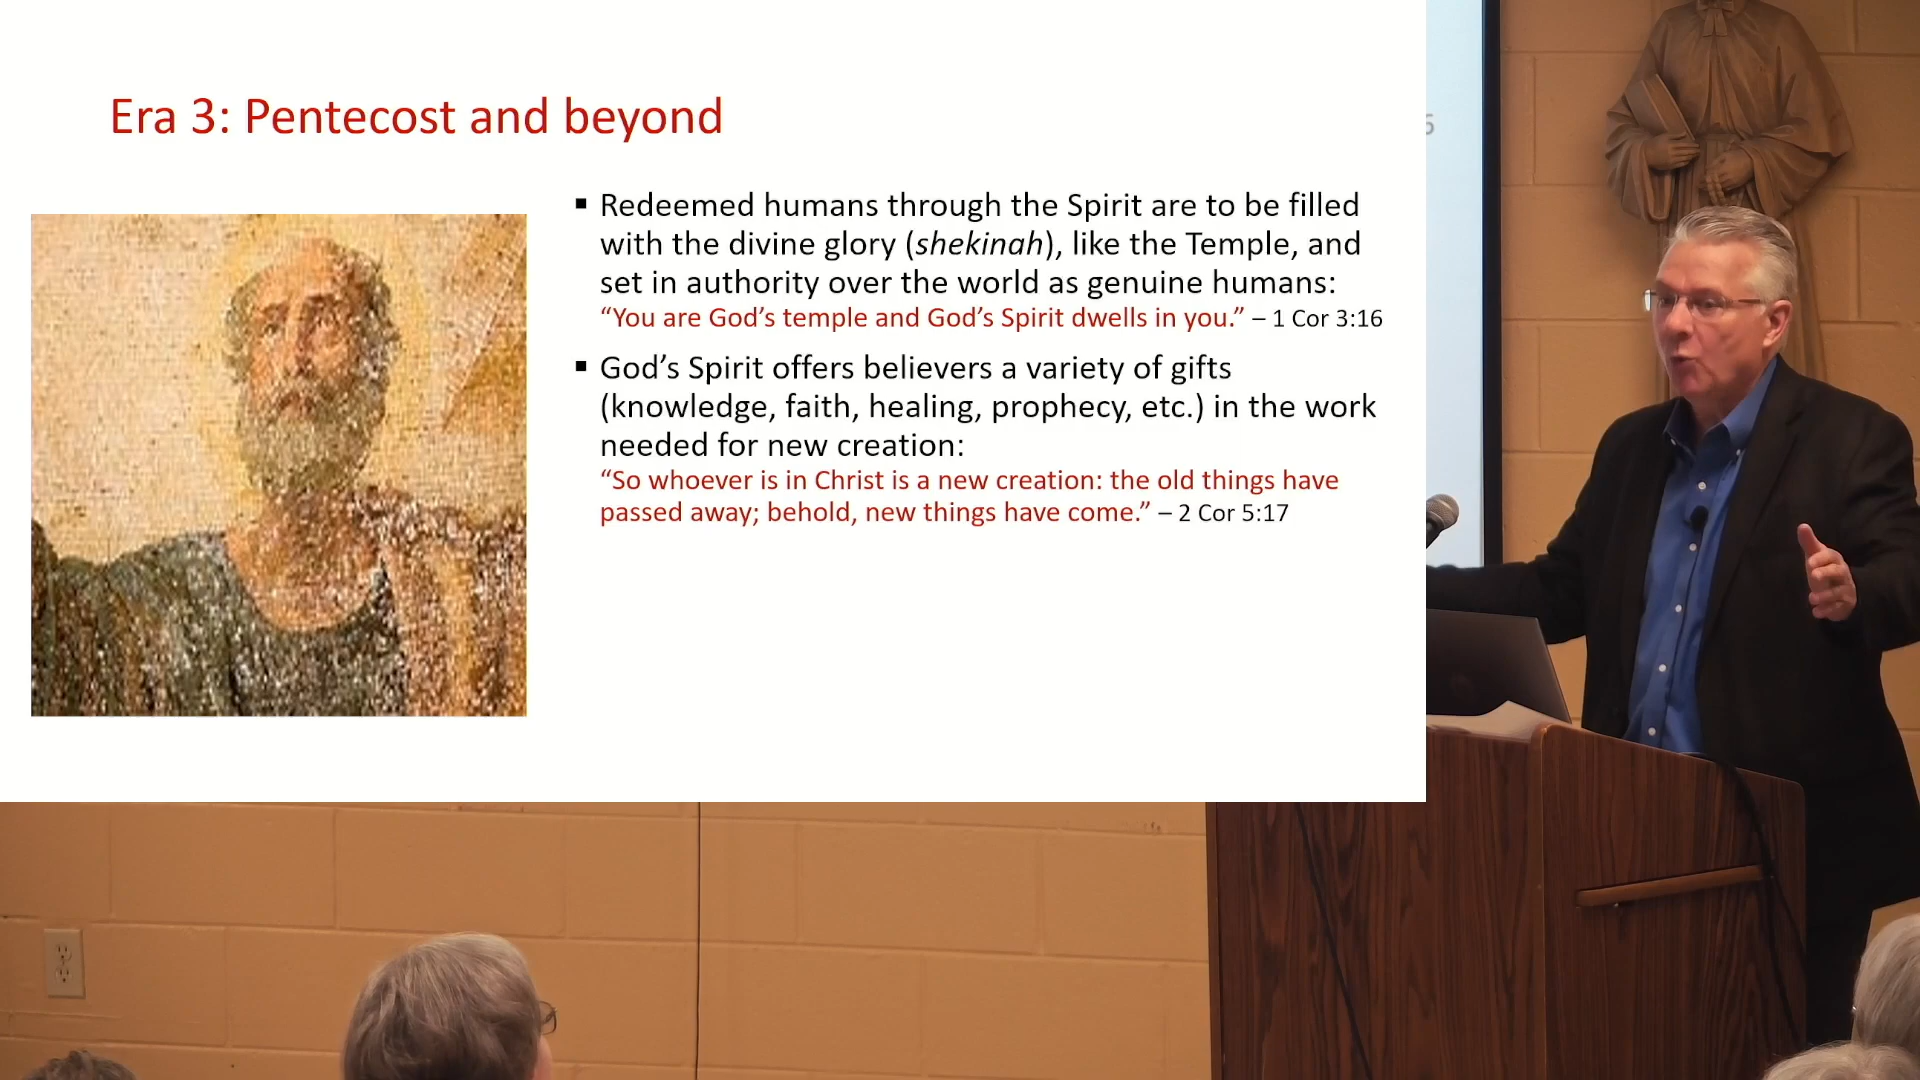 Era 3: Pentecost and beyond
▪ Redeemed humans through the Spirit are to be filled
with the divine glory (shekinah), like the Temple, and
set in authority over the world as genuine humans:
“You are God’s temple and God’s Spirit dwells in you.” – 1 Cor 3:16
▪ God’s Spirit offers believers a variety of gifts
(knowledge, faith, healing, prophecy, etc.) in the work
needed for new creation:
“So whoever is in Christ is a new creation: the old things have
passed away; behold, new things have come.” – 2 Cor 5:17